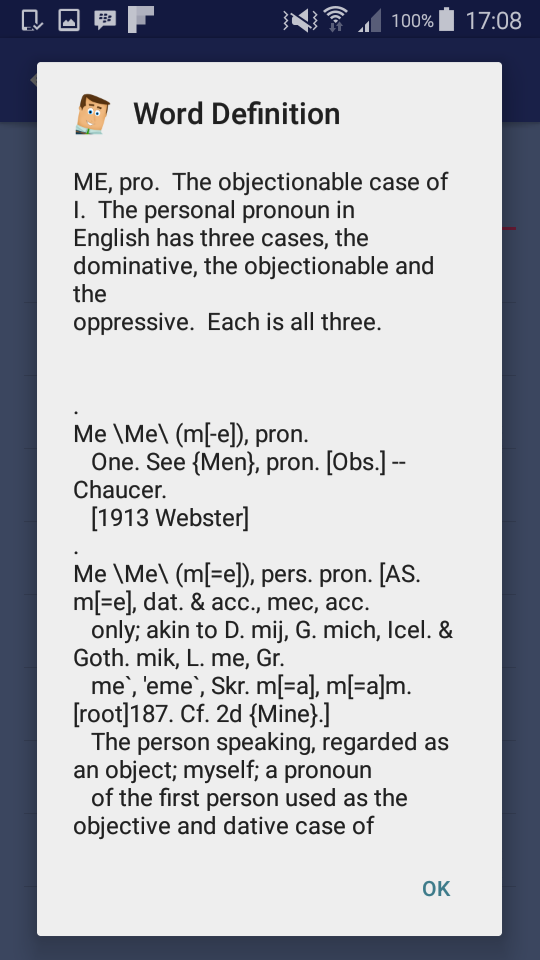 100% 17:08
Word Definition
ME, pro.  The objectionable case of
I.  The personal pronoun in
English has three cases, the
dominative, the objectionable and
the
oppressive.  Each is all three.
.
Me \Me\ (m[-e]), pron.
One. See {Men}, pron. [Obs.] --
Chaucer.
[1913 Webster]
.
Me \Me\ (m[=e]), pers. pron. [AS.
m[=e], dat. & acc., mec, acc.
only; akin to D. mij, G. mich, Icel. &
Goth. mik, L. me, Gr.
me`, 'eme`, Skr. m[=a], m[=a]m.
[root]187. Cf. 2d {Mine}.]
The person speaking, regarded as
an object; myself; a pronoun
of the first person used as the
objective and dative case of
OK